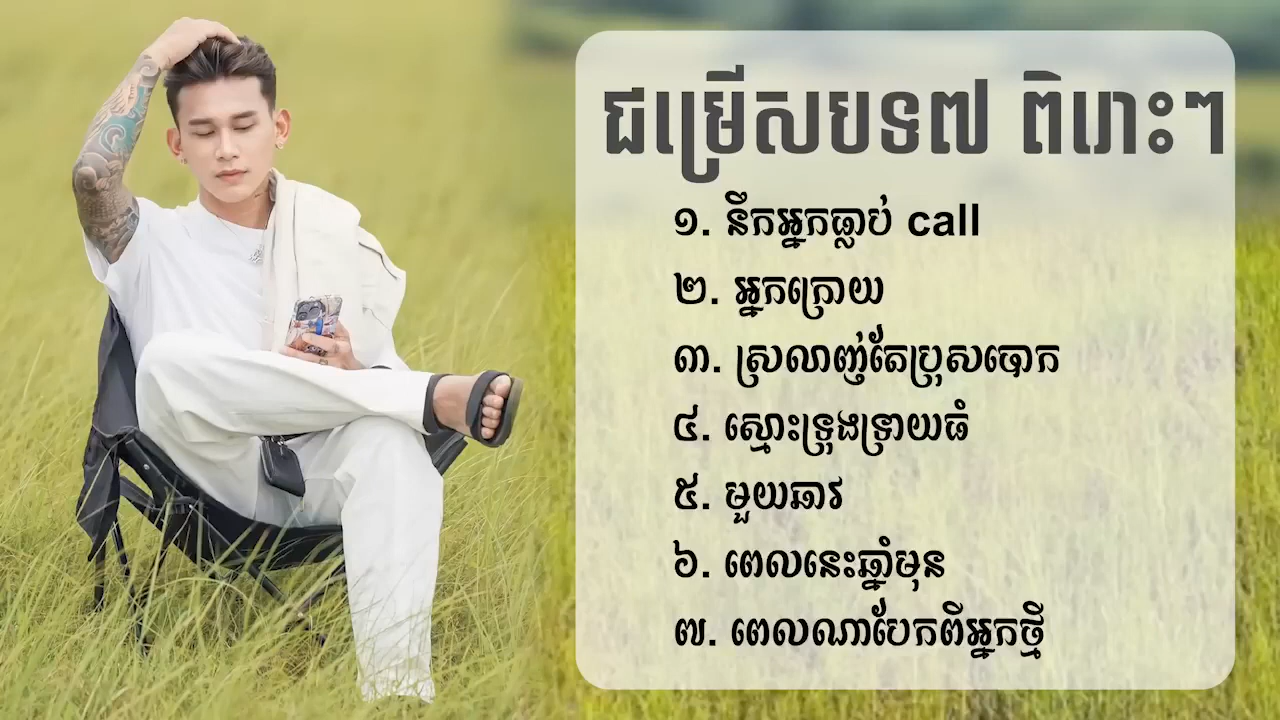 ជម្រើសបទ៧ ពិរោះៗ
១. នឹកអ្នកធ្លាប់ call
២. អ្នកក្រោយ
៣. ស្រលាញ់តែប្រុសបោក
៤. ស្មោះទ្រុងទ្រាយធំ
៥. មួយឆាវ
៦. ពេលនេះឆ្នាំមុន
៧. ពេលណាបែកពីអ្នកថ្មី